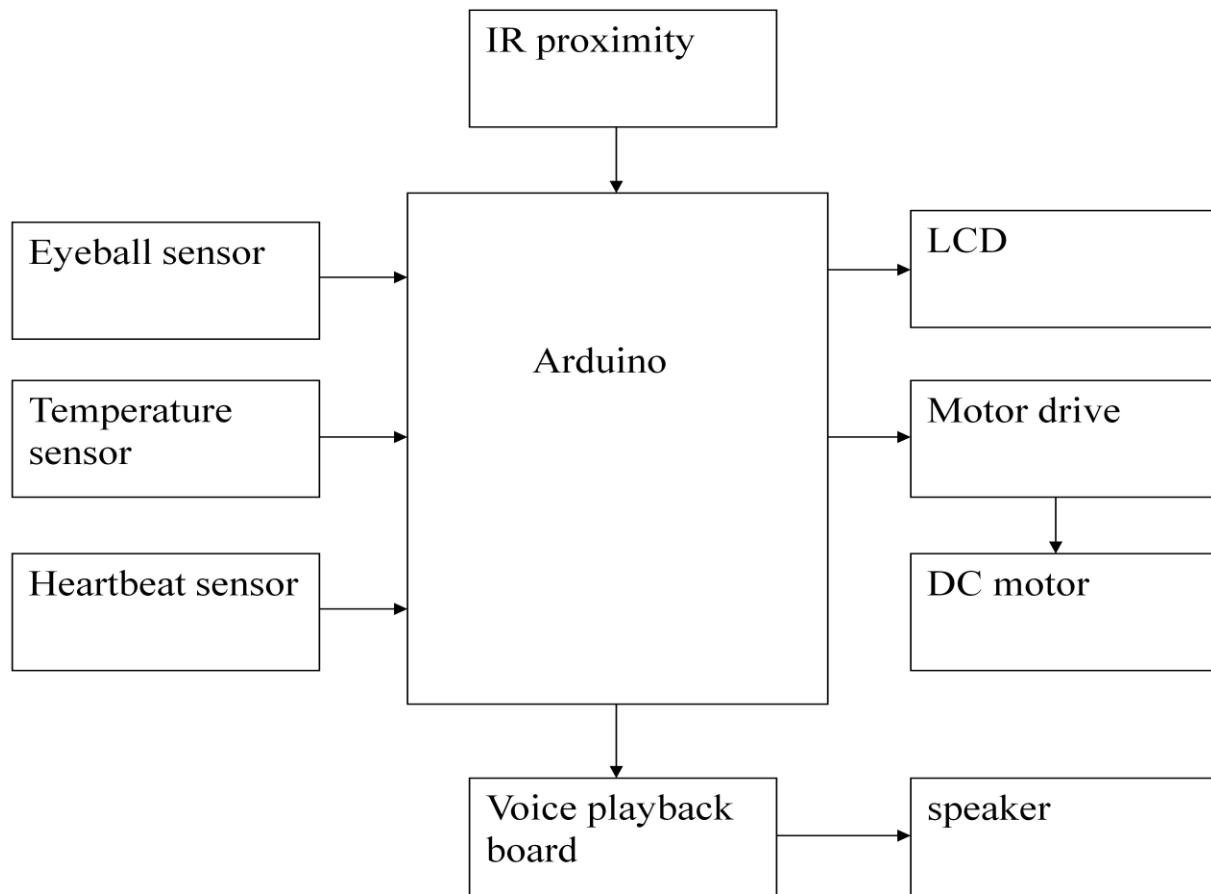 IR proximity
Eyeball sensor
LCD
Arduino
Temperature
sensor
Motor drive
Heartbeat sensor
DC motor
Voice playback
board
speaker